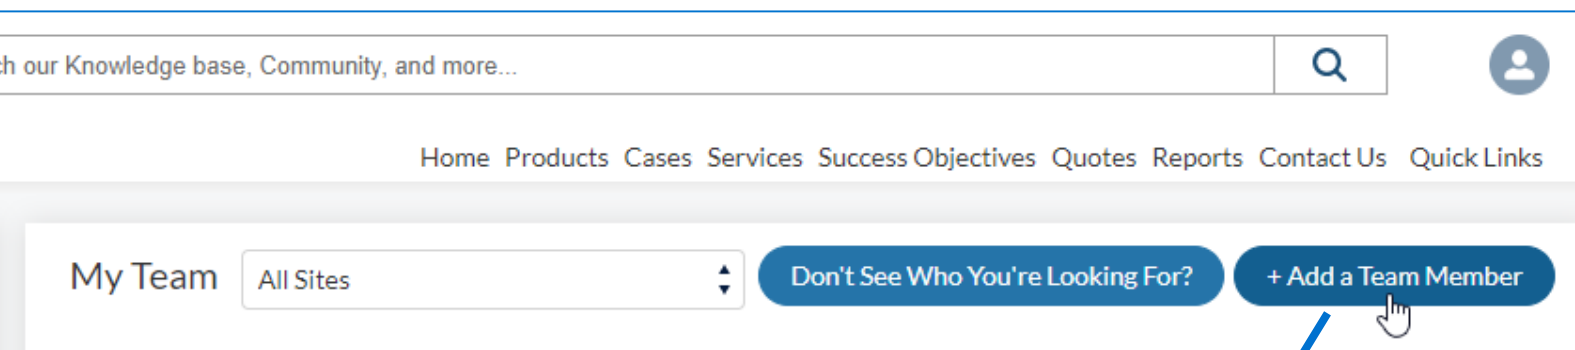 our Knowledge base, Community, and more...
Home Products Cases Services Success Objectives Quotes Reports Contact Us Quick Links
My Team All Sites Don't See Who You're Looking For? + Add a Team Member